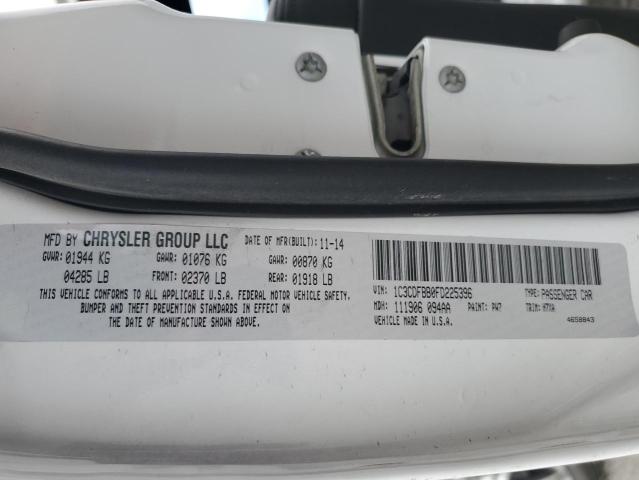 MFD BY CHRYSLER GROUP LLC DATE OF MFR(BUILT): 11-14
GVWR: 01944 KG GAWR: 01076 KG GAWR: 00870 KG
04285 LB FRONT: 02370 LB REAR: 01918 LB
THIS VEHICLE CONFORMS TO ALL APPLICABLE U.S.A. FEDERAL MOTOR VEHICLE SAFETY,
BUMPER AND THEFT PREVENTION STANDARDS IN EFFECT ON
THE DATE OF MANUFACTURE SHOWN ABOVE.
VIN: 1C3CDFBB0FD225396 TYPE: PASSENGER CAR
MDH: 111906 094AA PAINT: PW7 TRIM: H7XA
VEHICLE MADE IN U.S.A. 4658843